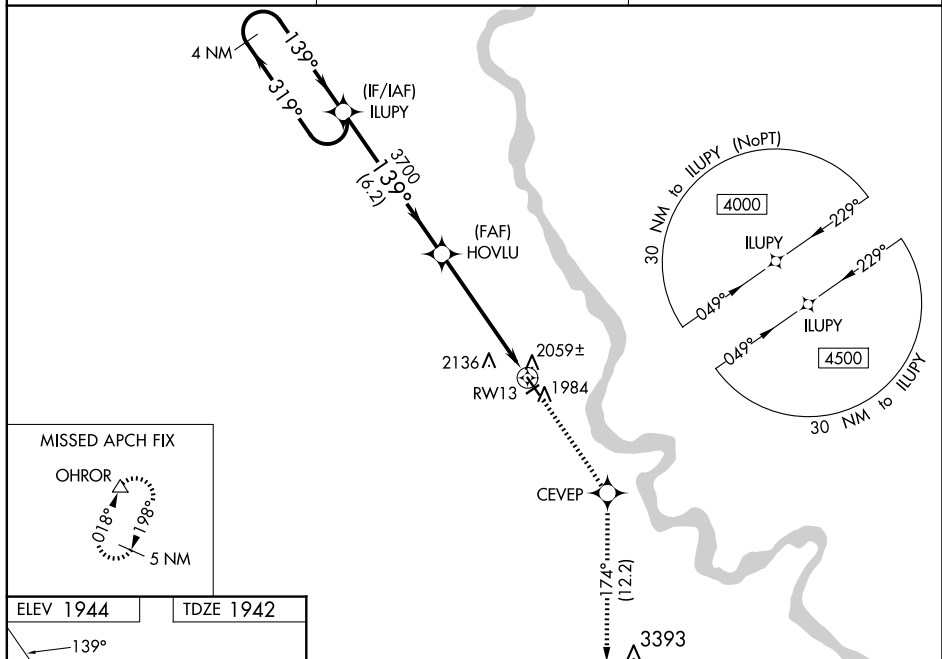 4 NM
139°
319°
(IF/IAF)
ILUPY
3700
139°
(6.2)
(FAF)
HOVLU
30 NM to ILUPY (NoPT)
4000
229°
ILUPY
049°
229°
049°
ILUPY
4500
30 NM to ILUPY
2136
2059±
RW13
1984
MISSED APCH FIX
OHROR
018°
198°
5 NM
CEVEP
174°
(12.2)
3393
ELEV 1944
TDZE 1942
139°